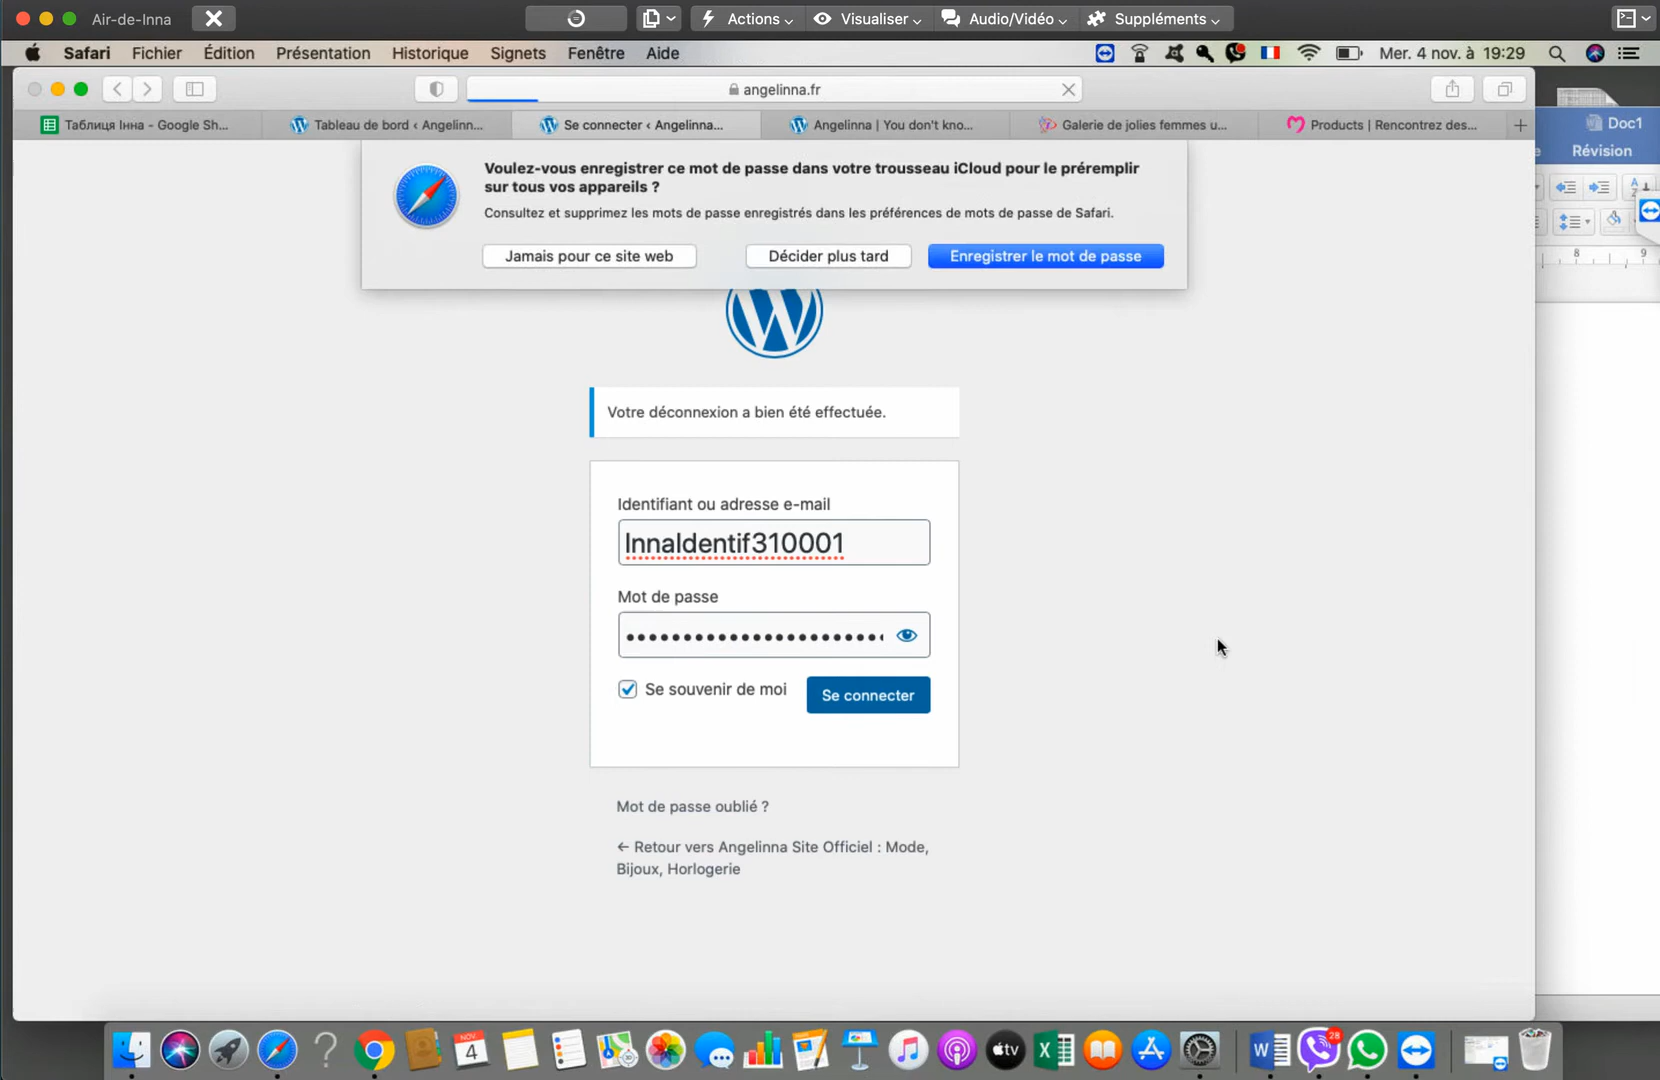 Air-de-Inna
Actions
Visualiser
Audio/Vidéo
Suppléments
Safari
Fichier
Édition
Présentation
Historique
Signets
Fenêtre
Aide
Mer. 4 nov. à 19:29
angelinna.fr
Таблиця Інна - Google Sh...
Tableau de bord ‹ Angelinn...
Se connecter ‹ Angelinna...
Angelinna | You don't kno...
Galerie de jolies femmes u...
Products | Rencontrez des...
Doc1
Révision
Voulez-vous enregistrer ce mot de passe dans votre trousseau iCloud pour le préremplir
sur tous vos appareils ?
Consultez et supprimez les mots de passe enregistrés dans les préférences de mots de passe de Safari.
Jamais pour ce site web
Décider plus tard
Enregistrer le mot de passe
8
9
Votre déconnexion a bien été effectuée.
Identifiant ou adresse e-mail
InnaIdentif310001
Mot de passe
Se souvenir de moi
Se connecter
Mot de passe oublié ?
← Retour vers Angelinna Site Officiel : Mode,
Bijoux, Horlogerie
NOV.
4
tv
28